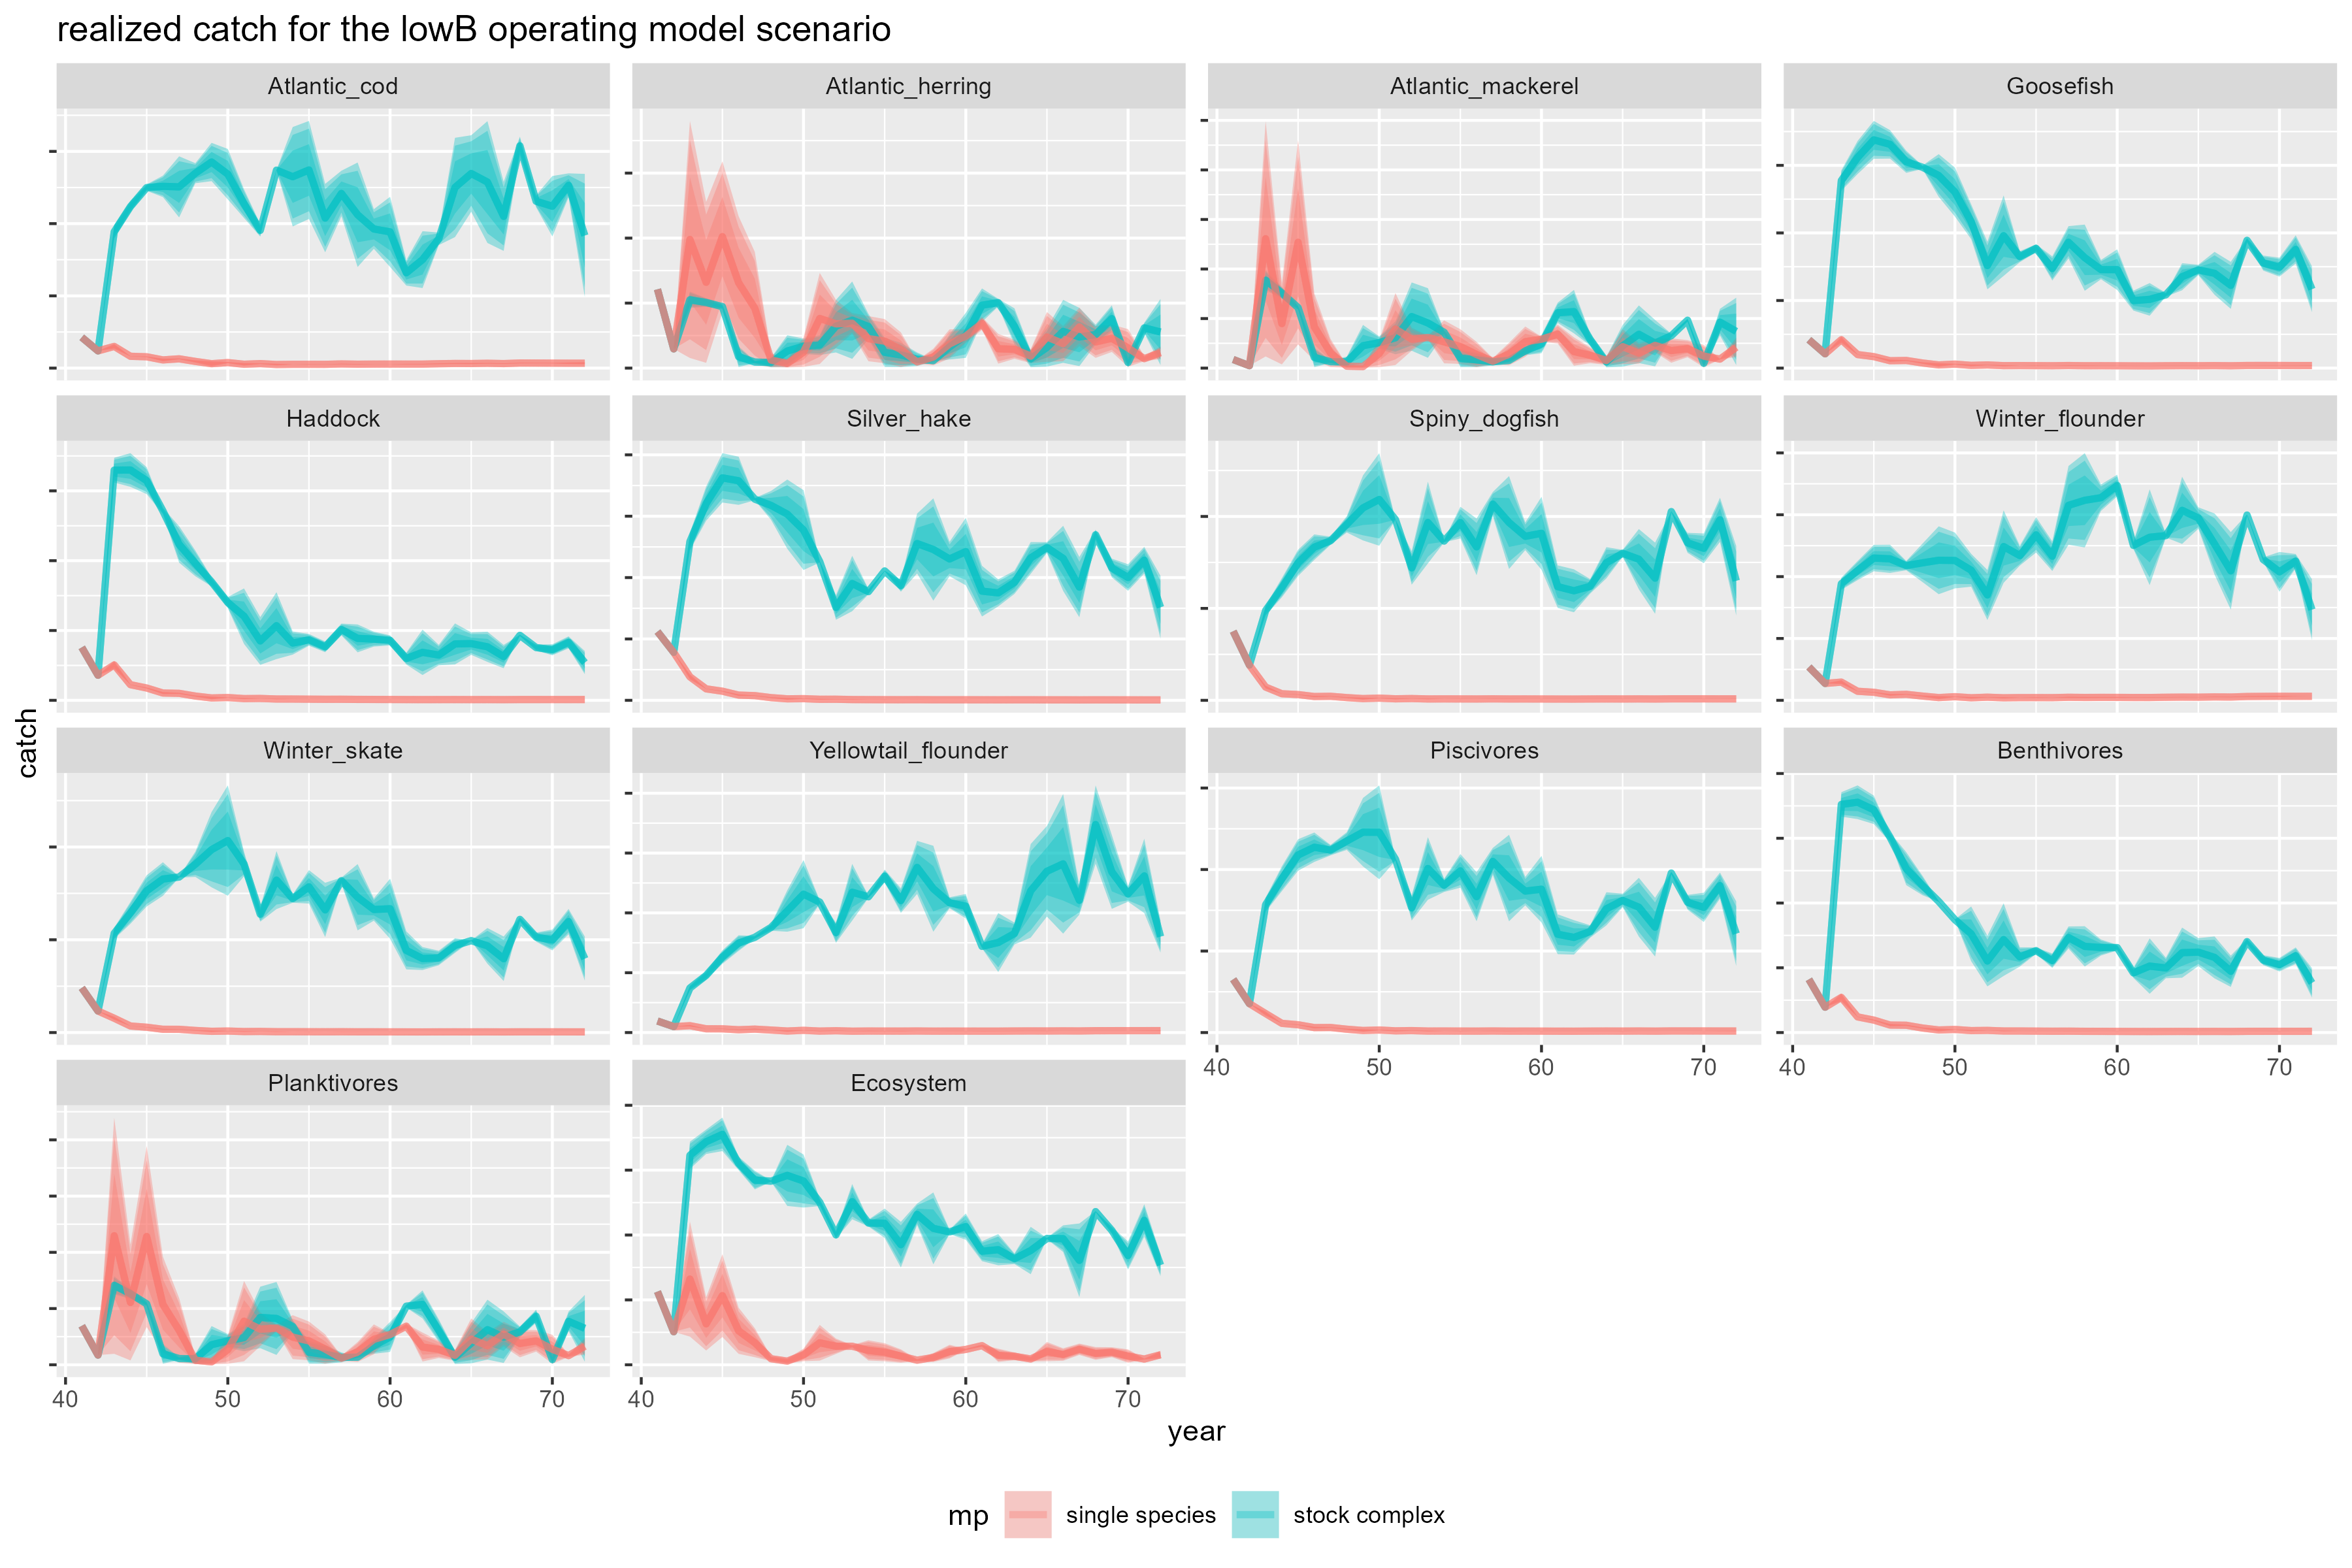 realized catch for the lowB operating model scenario
Atlantic_cod
Atlantic_herring
Atlantic_mackerel
Goosefish
Haddock
Silver_hake
Spiny_dogfish
Winter_flounder
Winter_skate
Yellowtail_flounder
Piscivores
Benthivores
40 50 60 70
40 50 60 70
Planktivores
Ecosystem
40 50 60 70
40 50 60 70
catch
year
mp single species stock complex